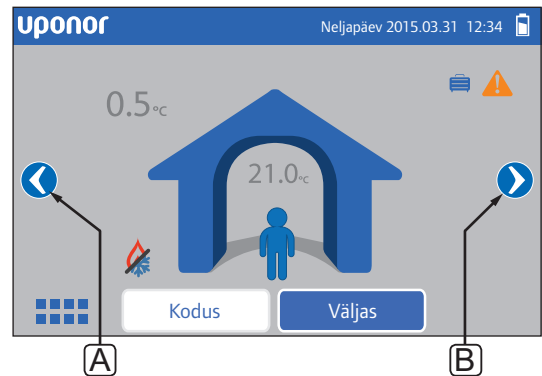 uponor Neljapäev 2015.03.31 12:34
0.5°C
21.0°C
Kodus Väljas
A B